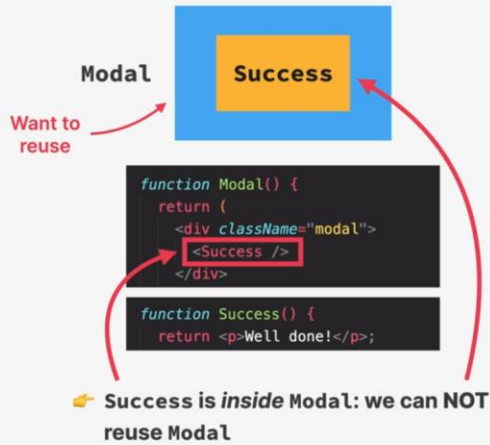 Modal
Success
Want to
reuse
function Modal() {
return (
<div className="modal">
<Success />
</div>
function Success() {
return <p>Well done!</p>;
👉 Success is inside Modal: we can NOT
reuse Modal